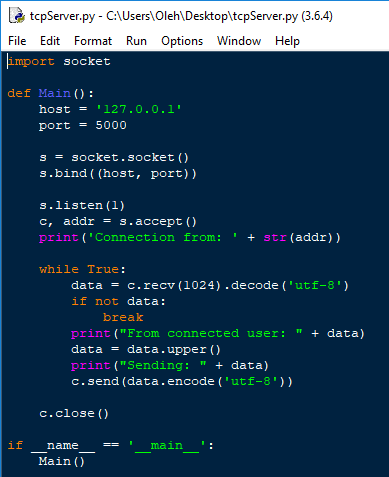 tcpServer.py - C:\Users\Oleh\Desktop\tcpServer.py (3.6.4)
File Edit Format Run Options Window Help
import socket
def Main():
    host = '127.0.0.1'
    port = 5000
    s = socket.socket()
    s.bind((host, port))
    s.listen(1)
    c, addr = s.accept()
    print('Connection from: ' + str(addr))
    while True:
        data = c.recv(1024).decode('utf-8')
        if not data:
            break
        print("From connected user: " + data)
        data = data.upper()
        print("Sending: " + data)
        c.send(data.encode('utf-8'))
    c.close()
if __name__ == '__main__':
    Main()